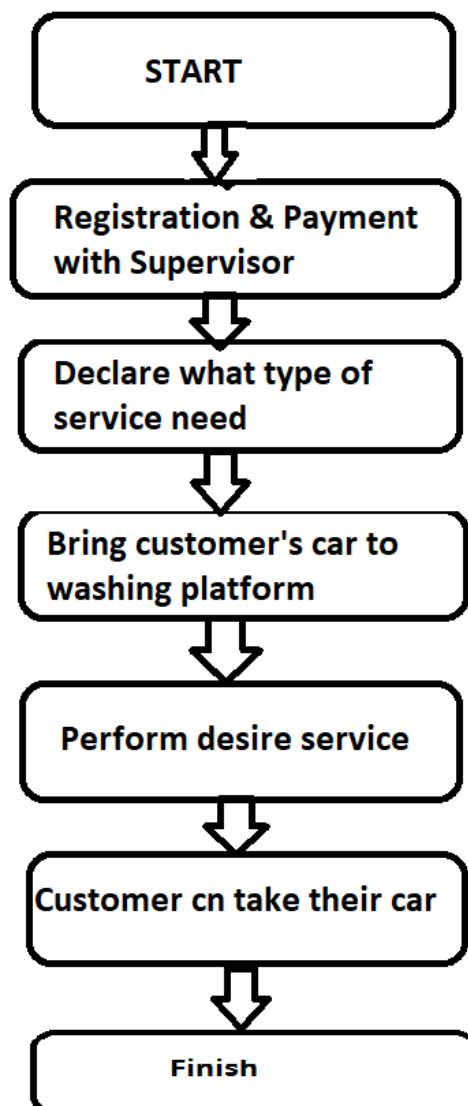 START
Registration & Payment
with Supervisor
Declare what type of
service need
Bring customer's car to
washing platform
Perform desire service
Customer cn take their car
Finish